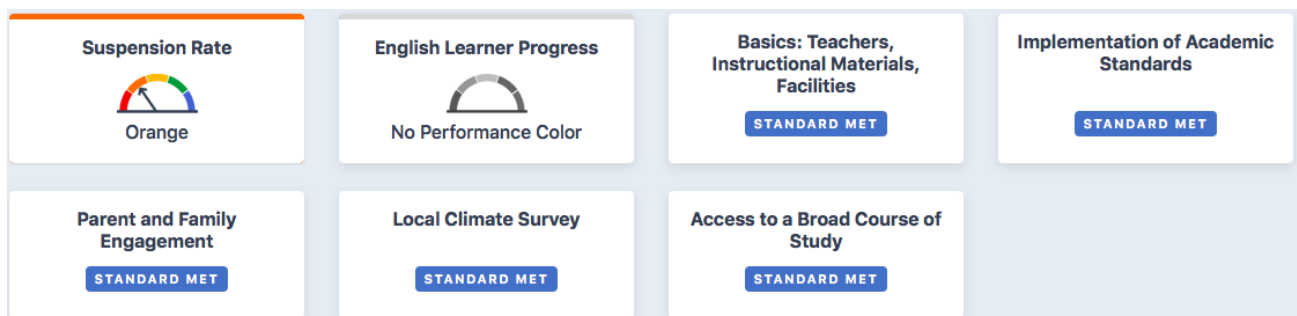 Suspension Rate
Orange
English Learner Progress
No Performance Color
Basics: Teachers,
Instructional Materials,
Facilities
STANDARD MET
Implementation of Academic
Standards
STANDARD MET
Parent and Family
Engagement
STANDARD MET
Local Climate Survey
STANDARD MET
Access to a Broad Course of
Study
STANDARD MET